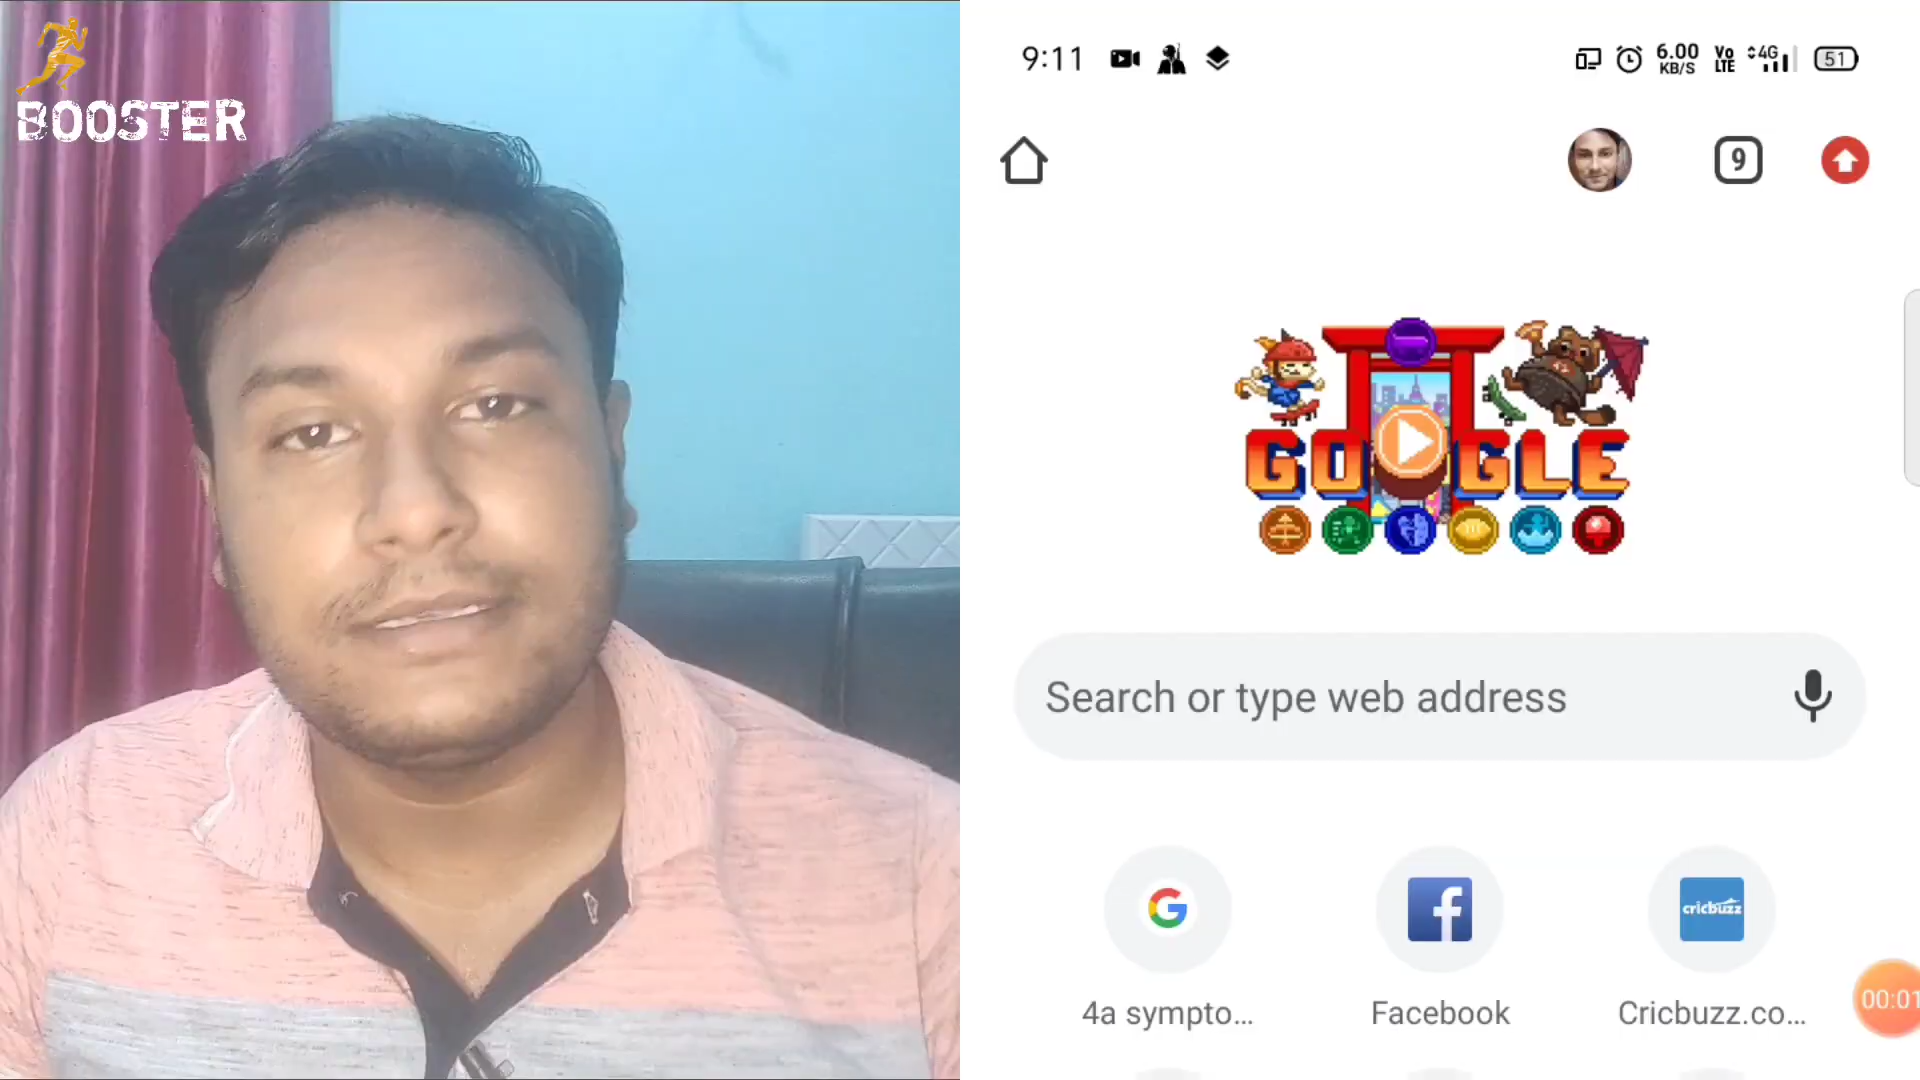 BOOSTER
9:11
6.00
KB/S
Vo
LTE
4G
51
9
GOOGLE
Search or type web address
cricbuzz
4a sympto...
Facebook
Cricbuzz.co...
00:01